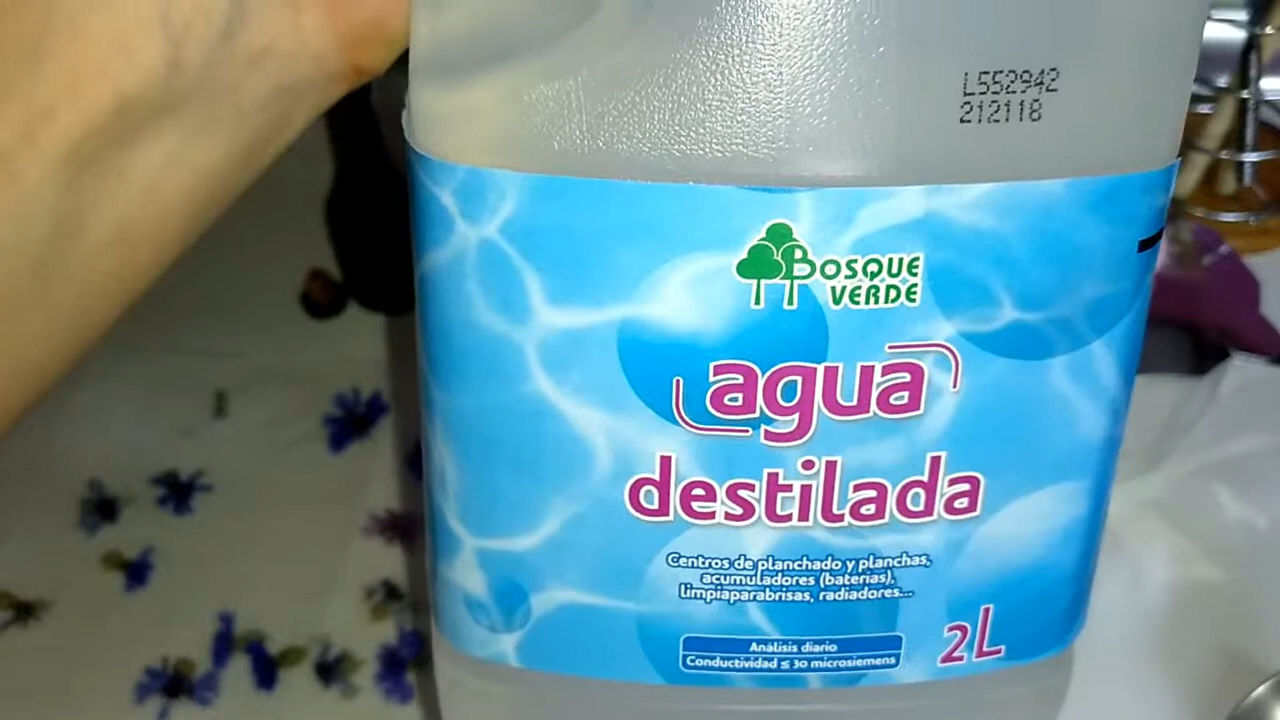 L552942
212118
BOSQUE
VERDE
agua
destilada
Centros de planchado y planchas,
acumuladores (baterías),
limpiaparabrisas, radiadores...
Análisis diario
Conductividad ≤ 30 microsiemens
2L